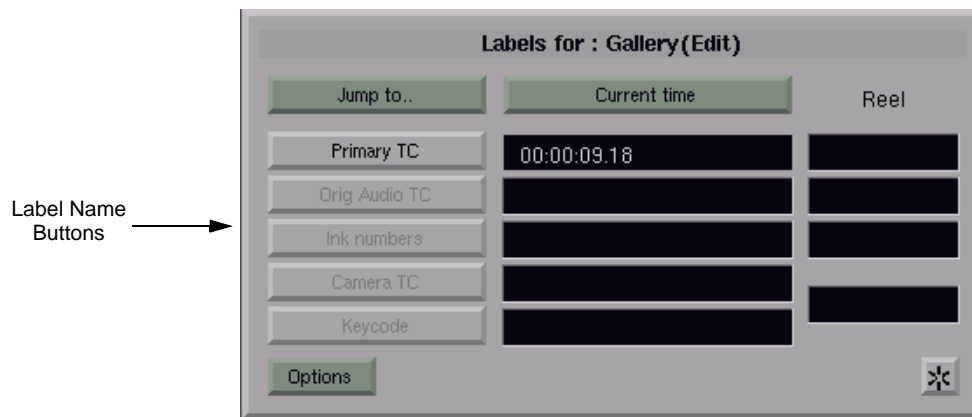 Labels for : Gallery(Edit)
Jump to.. Current time Reel
Primary TC 00:00:09.18
Orig Audio TC
Label Name
Buttons
Ink numbers
Camera TC
Keycode
Options